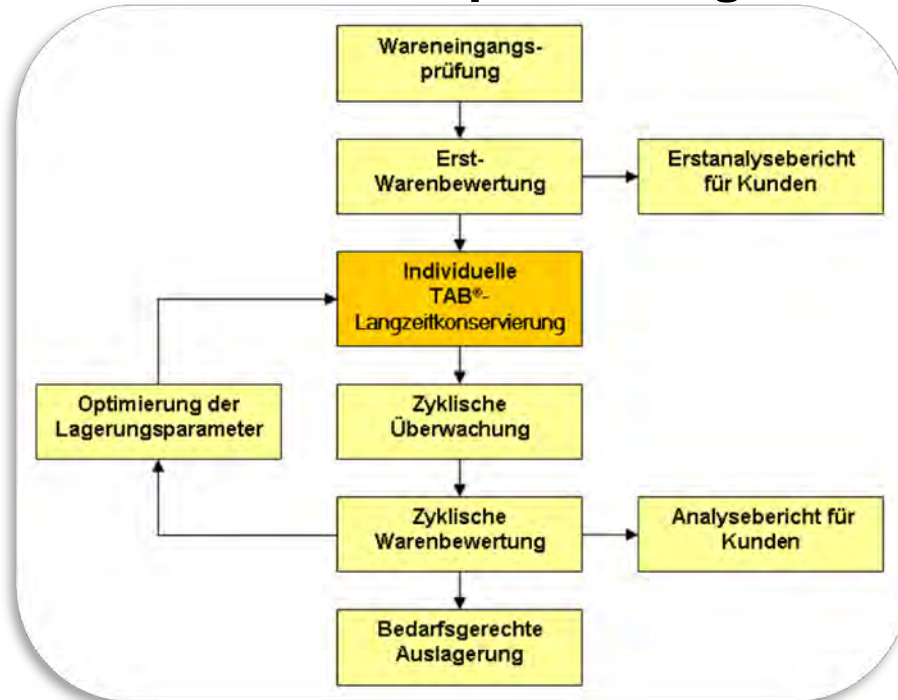 Wareneingangs-
prüfung
Erst-
Warenbewertung
Erstanalysebericht
für Kunden
Individuelle
TAB®-
Langzeitkonservierung
Optimierung der
Lagerungsparameter
Zyklische
Überwachung
Zyklische
Warenbewertung
Analysebericht für
Kunden
Bedarfsgerechte
Auslagerung